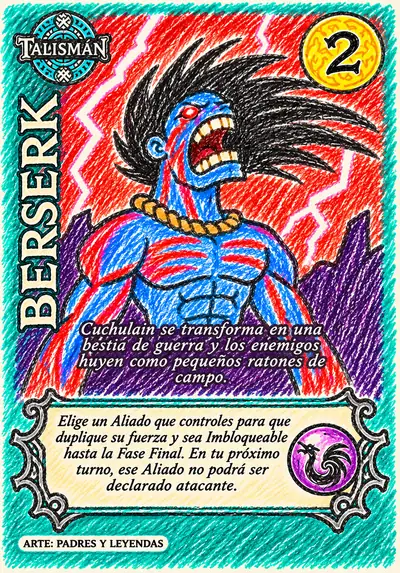 TALISMÁN
2
BERSERK
Cuchulain se transforma en una
bestia de guerra y los enemigos
huyen como pequeños ratones de
campo.
Elige un Aliado que controles para que
duplique su fuerza y sea Imbloqueable
hasta la Fase Final. En tu próximo
turno, ese Aliado no podrá ser
declarado atacante.
ARTE: PADRES Y LEYENDAS